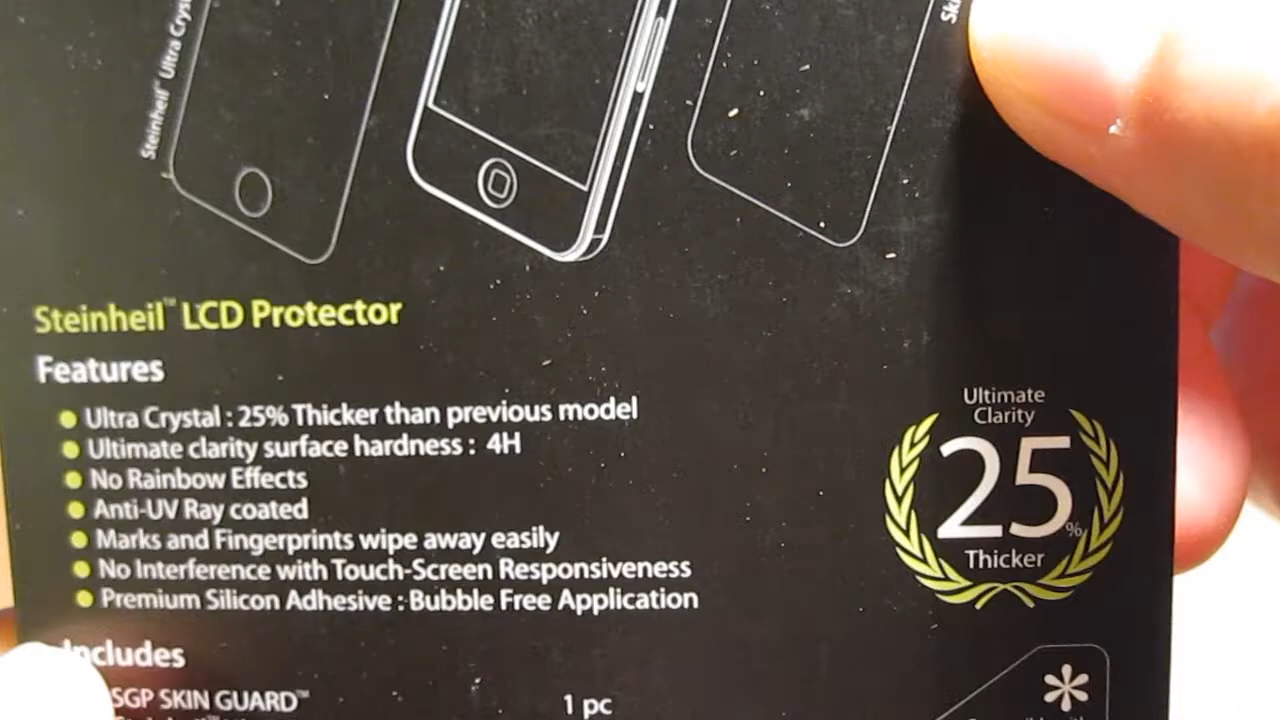 Steinheil™ Ultra
Steinheil™ LCD Protector
Features
Ultra Crystal : 25% Thicker than previous model
Ultimate clarity surface hardness : 4H
No Rainbow Effects
Anti-UV Ray coated
Marks and Fingerprints wipe away easily
No Interference with Touch-Screen Responsiveness
Premium Silicon Adhesive : Bubble Free Application
Ultimate
Clarity
25%
Thicker
Includes
SGP SKIN GUARD™ 1 pc
*